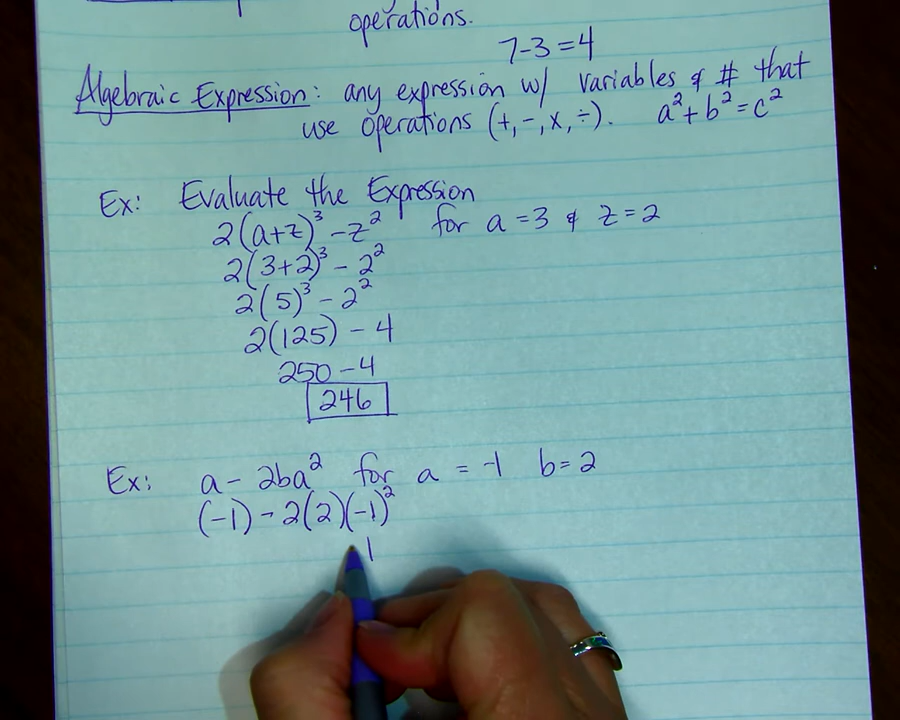 operations.
7-3=4
Algebraic Expression: any expression w/ variables & # that
use operations (+,-,x,÷). a²+b²=c²
Ex: Evaluate the Expression
2(a+z)³-z² for a=3 & z=2
2(3+2)³-2²
2(5)³-2²
2(125)-4
250-4
246
Ex: a-2ba² for a=-1 b=2
(-1)-2(2)(-1)²
1